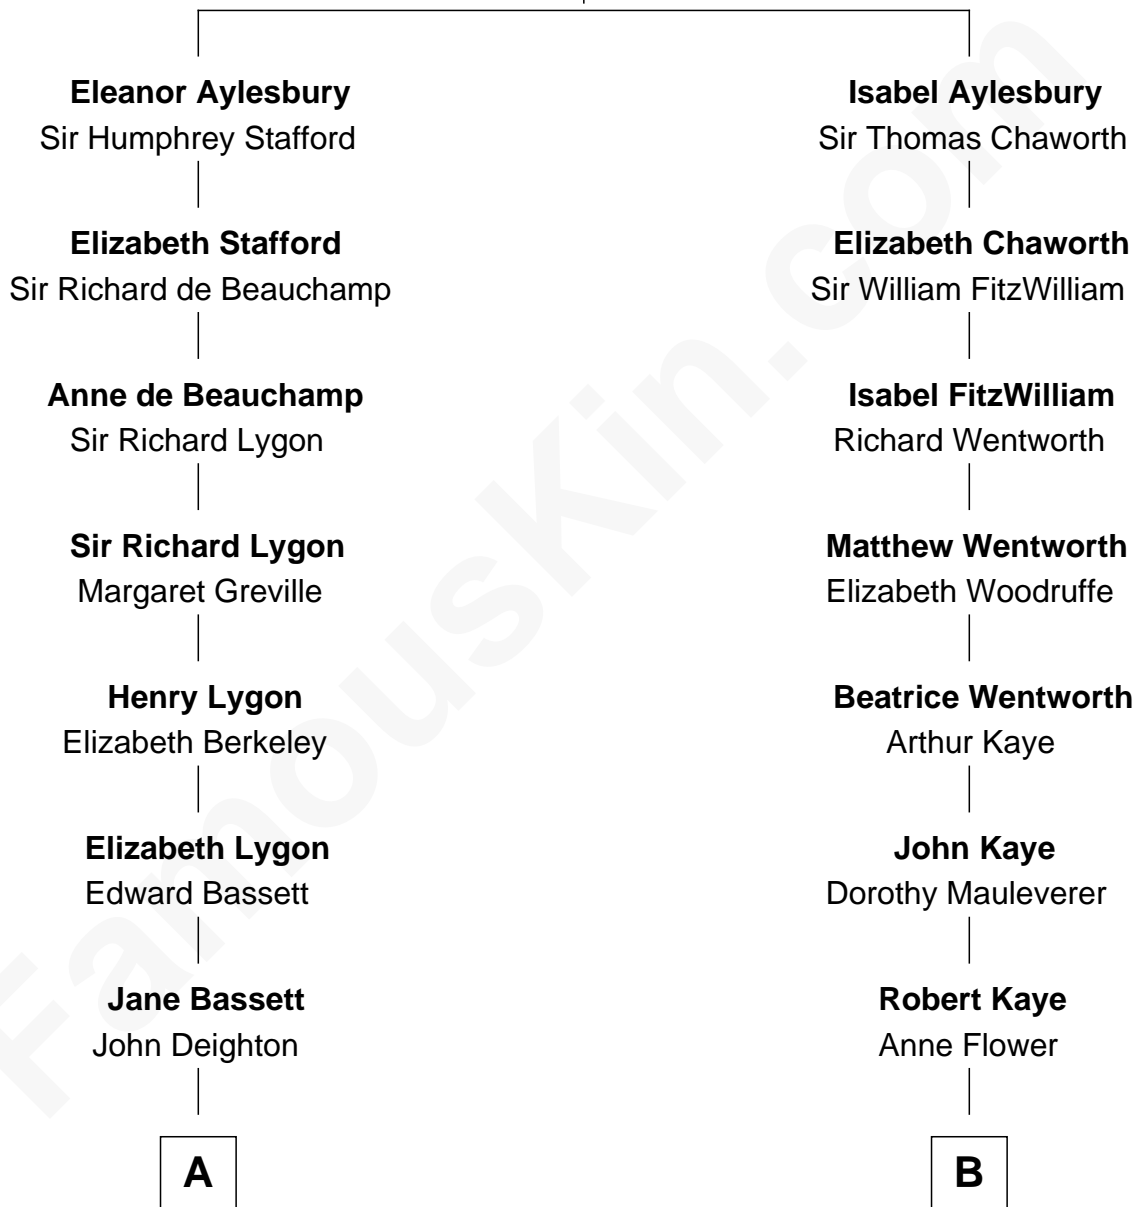 Eleanor Aylesbury
Sir Humphrey Stafford
Elizabeth Stafford
Sir Richard de Beauchamp
Anne de Beauchamp
Sir Richard Lygon
Sir Richard Lygon
Margaret Greville
Henry Lygon
Elizabeth Berkeley
Elizabeth Lygon
Edward Bassett
Jane Bassett
John Deighton
A
Isabel Aylesbury
Sir Thomas Chaworth
Elizabeth Chaworth
Sir William FitzWilliam
Isabel FitzWilliam
Richard Wentworth
Matthew Wentworth
Elizabeth Woodruffe
Beatrice Wentworth
Arthur Kaye
John Kaye
Dorothy Mauleverer
Robert Kaye
Anne Flower
B
FamousKin.com